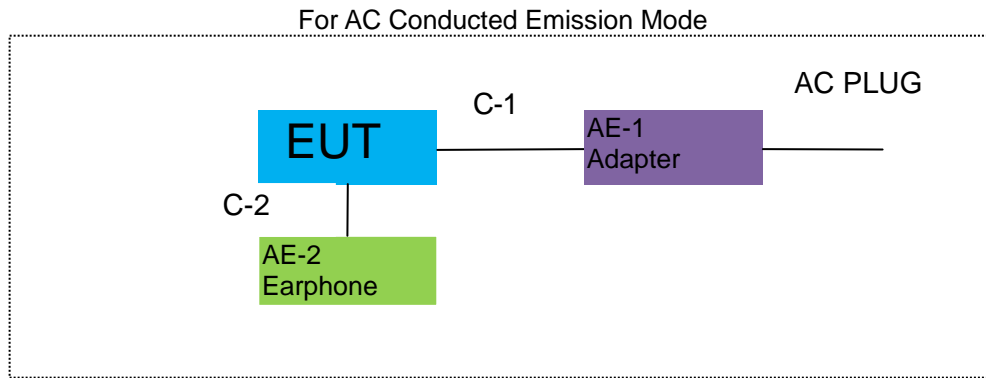 For AC Conducted Emission Mode
AC PLUG
C-1
EUT
AE-1
Adapter
C-2
AE-2
Earphone